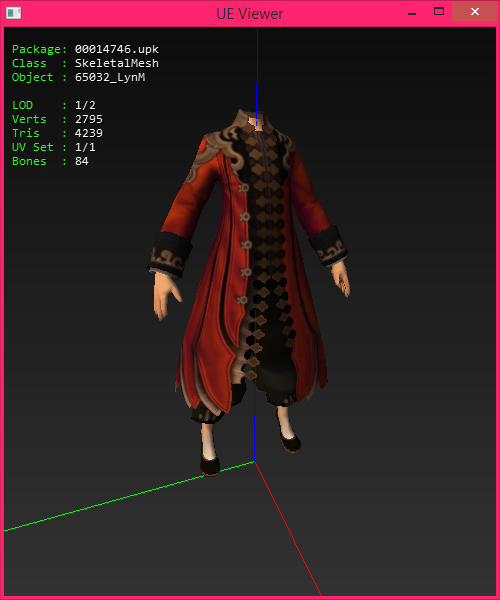 UE Viewer
Package: 00014746.upk
Class : SkeletalMesh
Object : 65032_LynM
LOD : 1/2
Verts : 2795
Tris : 4239
UV Set : 1/1
Bones : 84